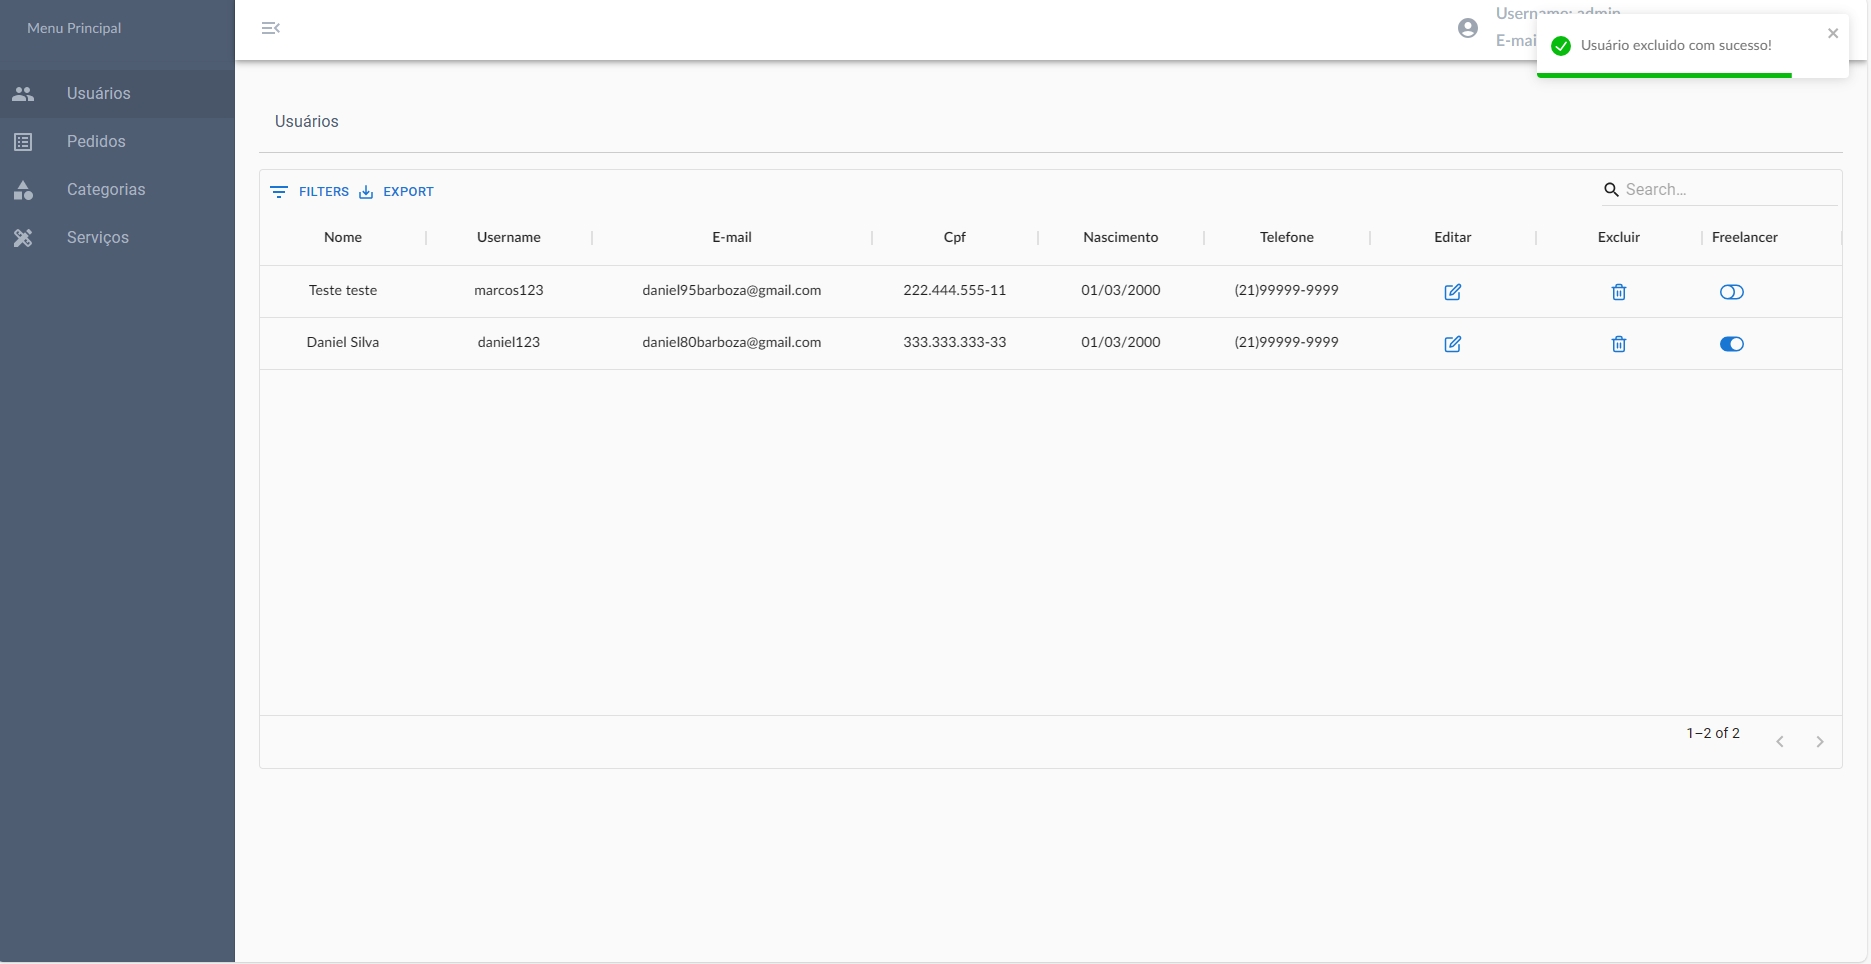 Menu Principal
Username: admin
E-mai
Usuário excluido com sucesso!
Usuários
Pedidos
Categorias
Serviços
Usuários
FILTERS EXPORT
Search...
Nome Username E-mail Cpf Nascimento Telefone Editar Excluir Freelancer
Teste teste marcos123 daniel95barboza@gmail.com 222.444.555-11 01/03/2000 (21)99999-9999
Daniel Silva daniel123 daniel80barboza@gmail.com 333.333.333-33 01/03/2000 (21)99999-9999
1–2 of 2